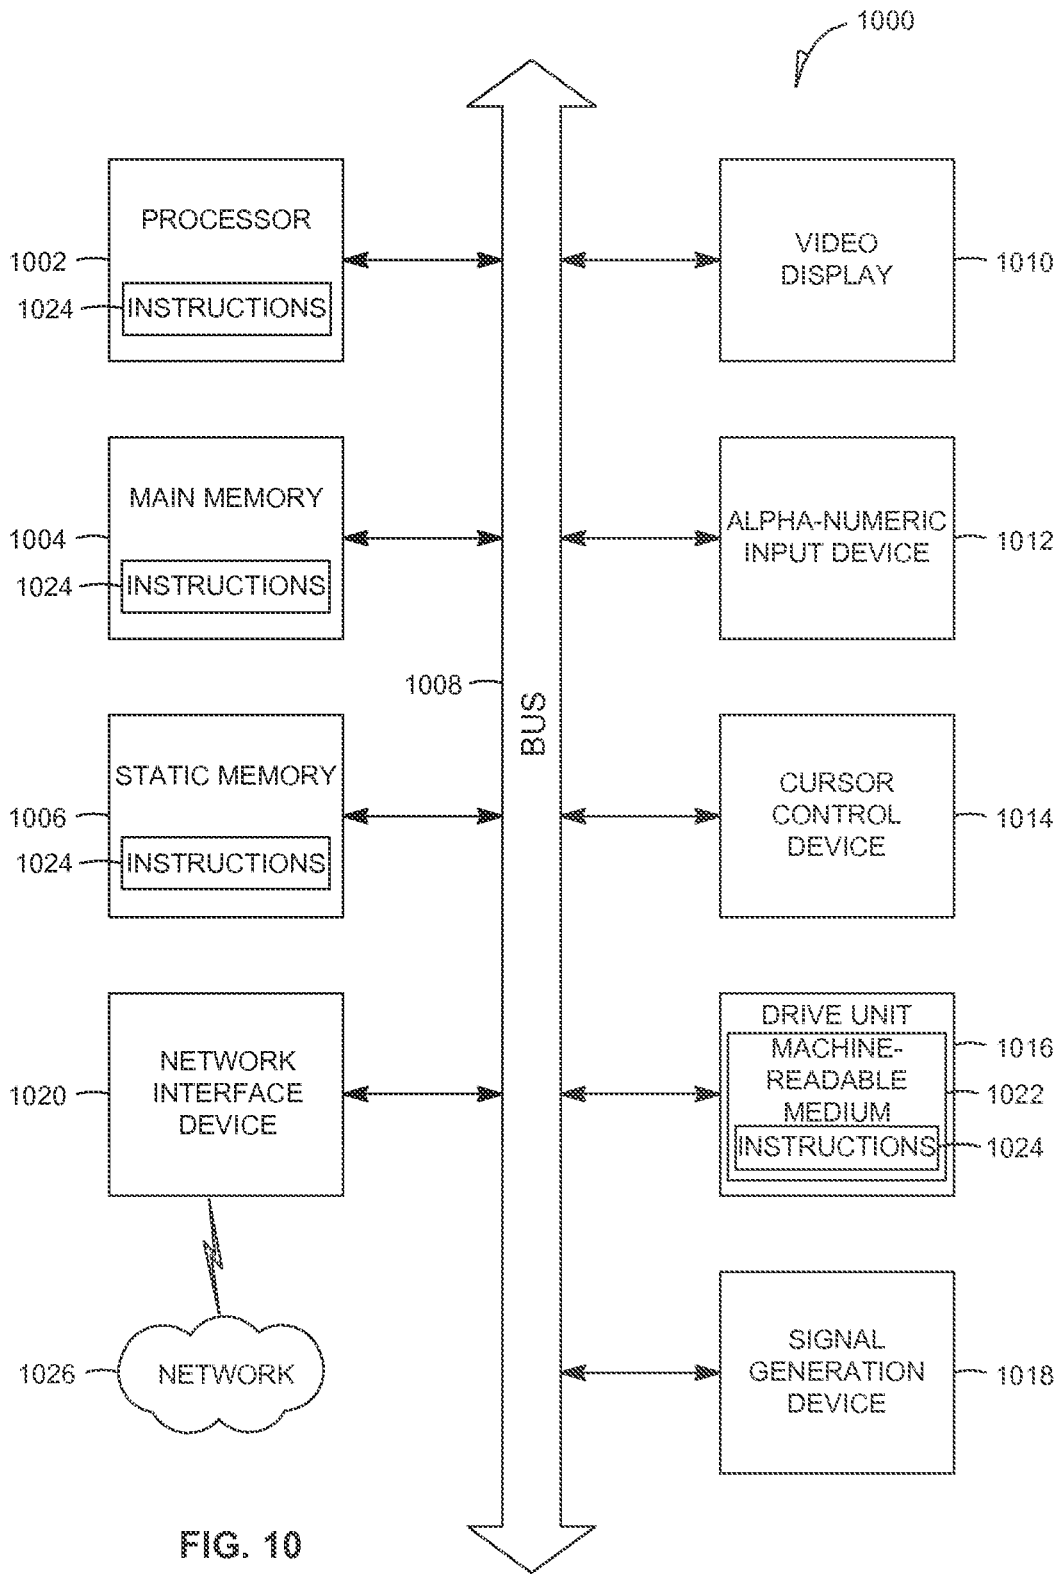 1000
PROCESSOR
1002
1024
INSTRUCTIONS
VIDEO
DISPLAY
1010
MAIN MEMORY
1004
1024
INSTRUCTIONS
ALPHA-NUMERIC
INPUT DEVICE
1012
1008
BUS
STATIC MEMORY
1006
1024
INSTRUCTIONS
CURSOR
CONTROL
DEVICE
1014
NETWORK
INTERFACE
DEVICE
1020
DRIVE UNIT
1016
MACHINE-
READABLE
MEDIUM
1022
INSTRUCTIONS
1024
NETWORK
1026
SIGNAL
GENERATION
DEVICE
1018
FIG. 10